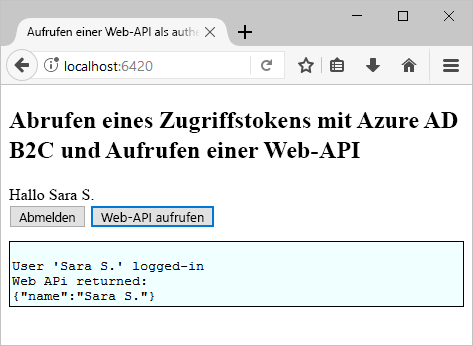 Aufrufen einer Web-API als authe
localhost:6420
Abrufen eines Zugriffstokens mit Azure AD
B2C und Aufrufen einer Web-API
Hallo Sara S.
Abmelden Web-API aufrufen
User 'Sara S.' logged-in
Web APi returned:
{"name":"Sara S."}